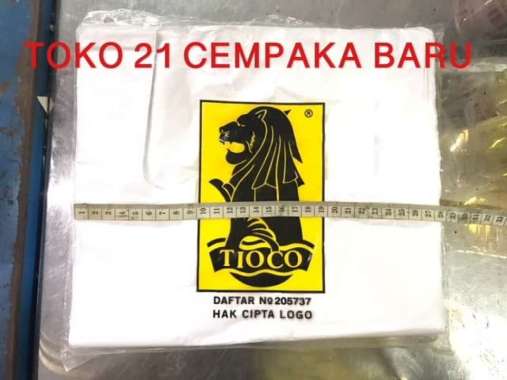 TOKO 21 CEMPAKA BARU
®
TIOCO
DAFTAR No 205737
HAK CIPTA LOGO